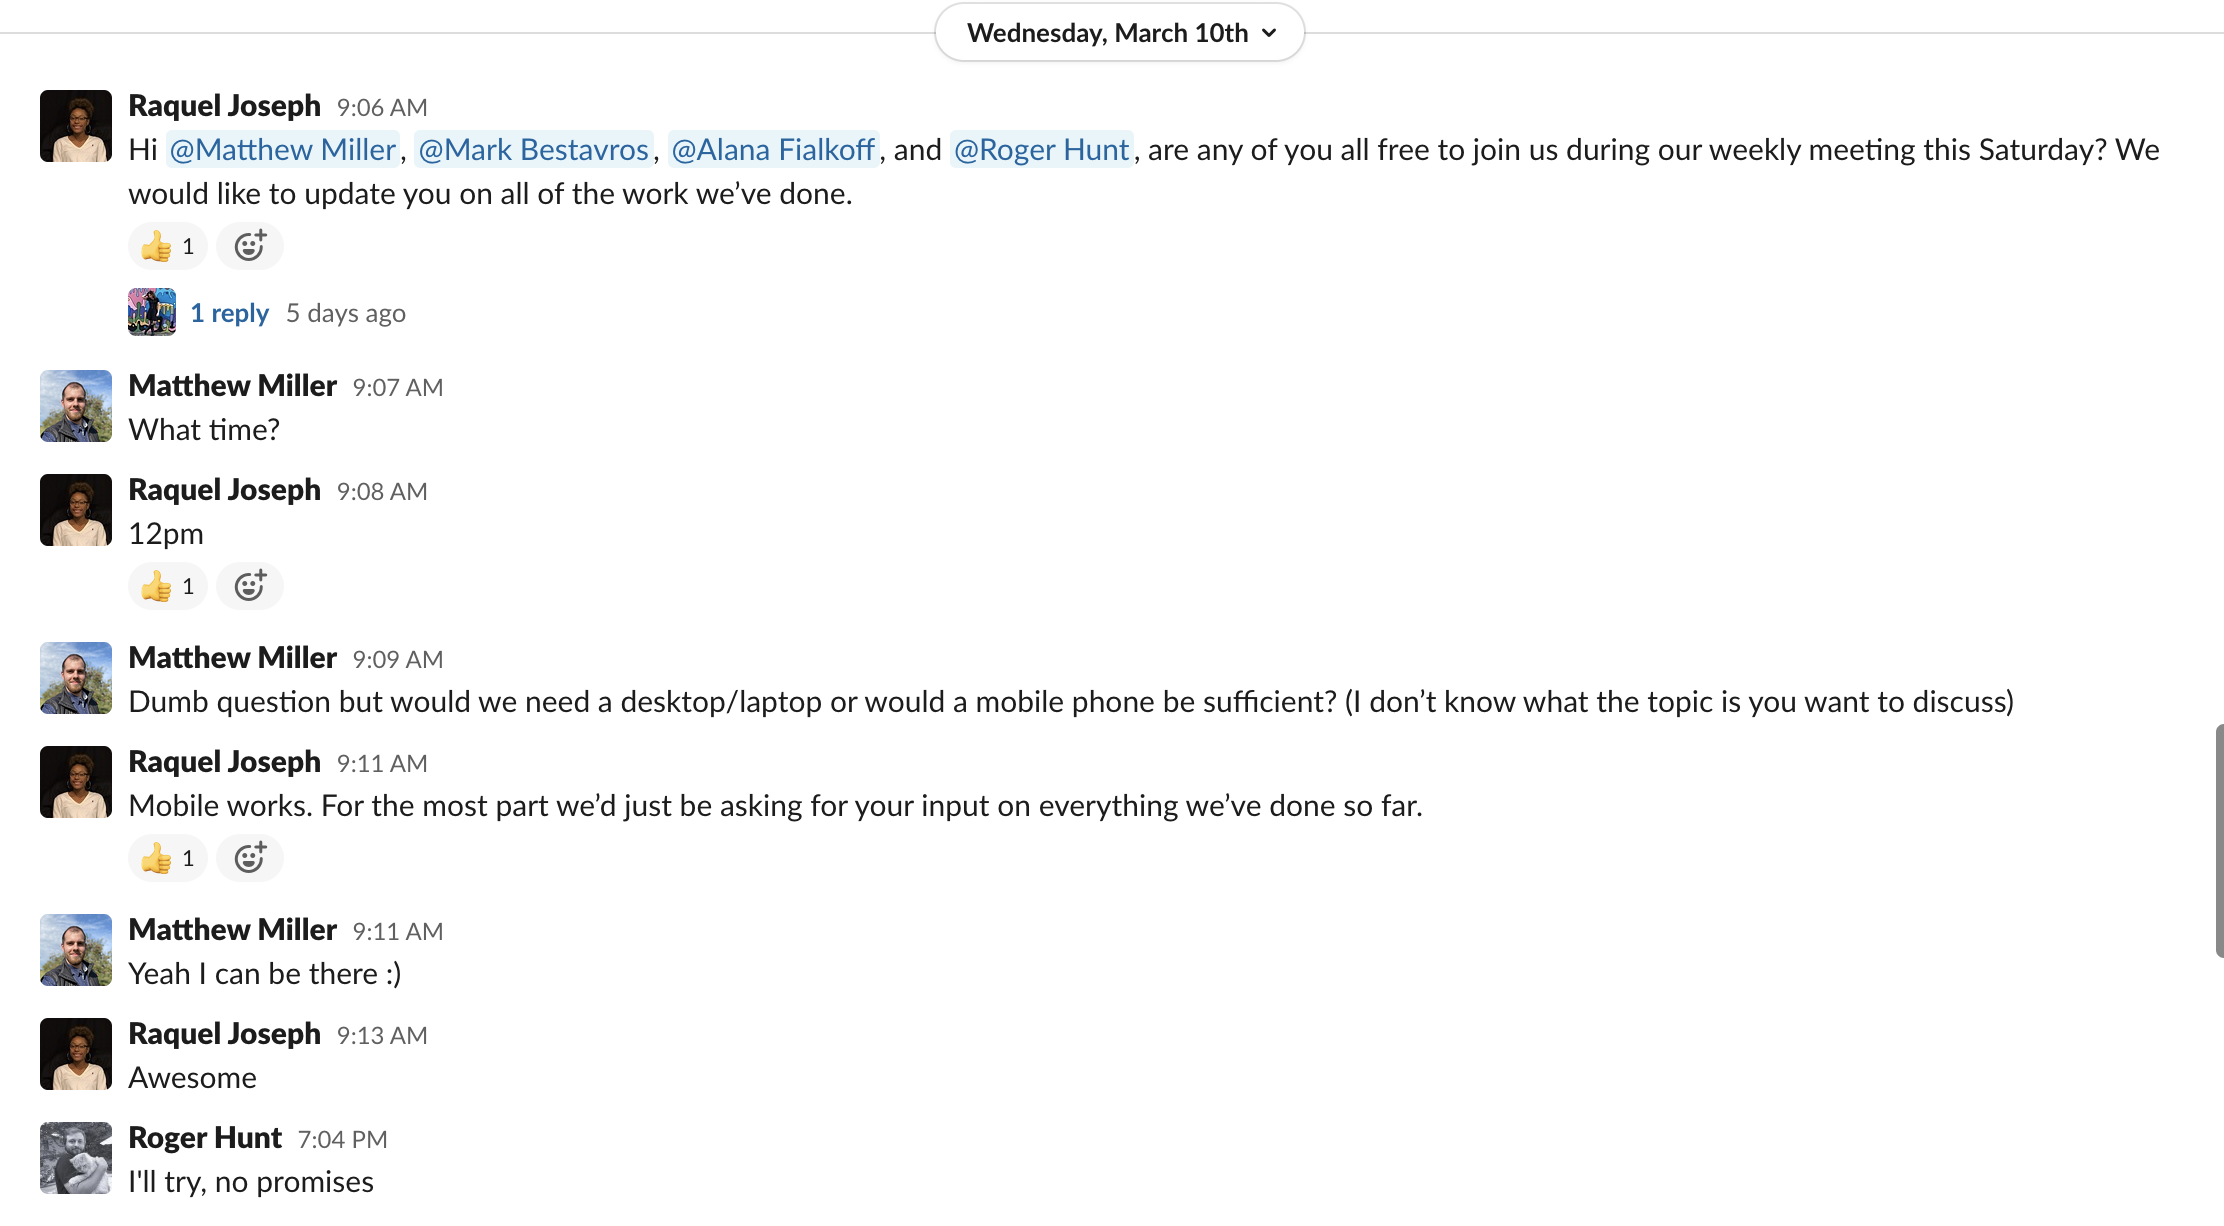 Wednesday, March 10th
Raquel Joseph 9:06 AM
Hi @Matthew Miller, @Mark Bestavros, @Alana Fialkoff, and @Roger Hunt, are any of you all free to join us during our weekly meeting this Saturday? We
would like to update you on all of the work we’ve done.
👍 1
1 reply 5 days ago
Matthew Miller 9:07 AM
What time?
Raquel Joseph 9:08 AM
12pm
👍 1
Matthew Miller 9:09 AM
Dumb question but would we need a desktop/laptop or would a mobile phone be sufficient? (I don’t know what the topic is you want to discuss)
Raquel Joseph 9:11 AM
Mobile works. For the most part we’d just be asking for your input on everything we’ve done so far.
👍 1
Matthew Miller 9:11 AM
Yeah I can be there :)
Raquel Joseph 9:13 AM
Awesome
Roger Hunt 7:04 PM
I'll try, no promises